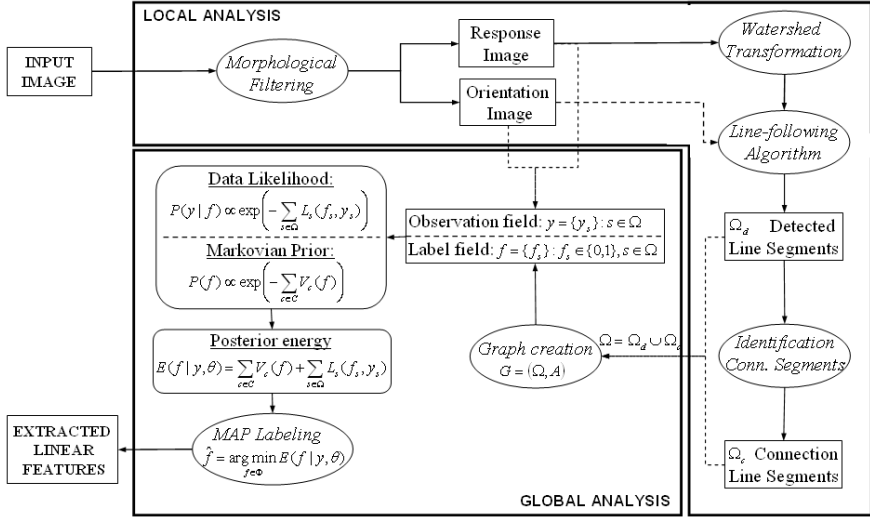 LOCAL ANALYSIS
INPUT
IMAGE
Morphological
Filtering
Response
Image
Orientation
Image
Watershed
Transformation
Line-following
Algorithm
Ω_d Detected
Line Segments
Identification
Conn. Segments
Ω_c Connection
Line Segments
Ω = Ω_d ∪ Ω_c
Graph creation
G = (Ω, A)
Observation field: y = {y_s} : s ∈ Ω
Label field: f = {f_s} : f_s ∈ {0,1}, s ∈ Ω
Data Likelihood:
P(y | f) ∝ exp(− ∑_{s∈Ω} L_s(f_s, y_s))
Markovian Prior:
P(f) ∝ exp(− ∑_{c∈C} V_c(f))
Posterior energy
E(f | y, θ) = ∑_{c∈C} V_c(f) + ∑_{s∈Ω} L_s(f_s, y_s)
MAP Labeling
f̂ = arg min_{f∈Φ} E(f | y, θ)
EXTRACTED
LINEAR
FEATURES
GLOBAL ANALYSIS